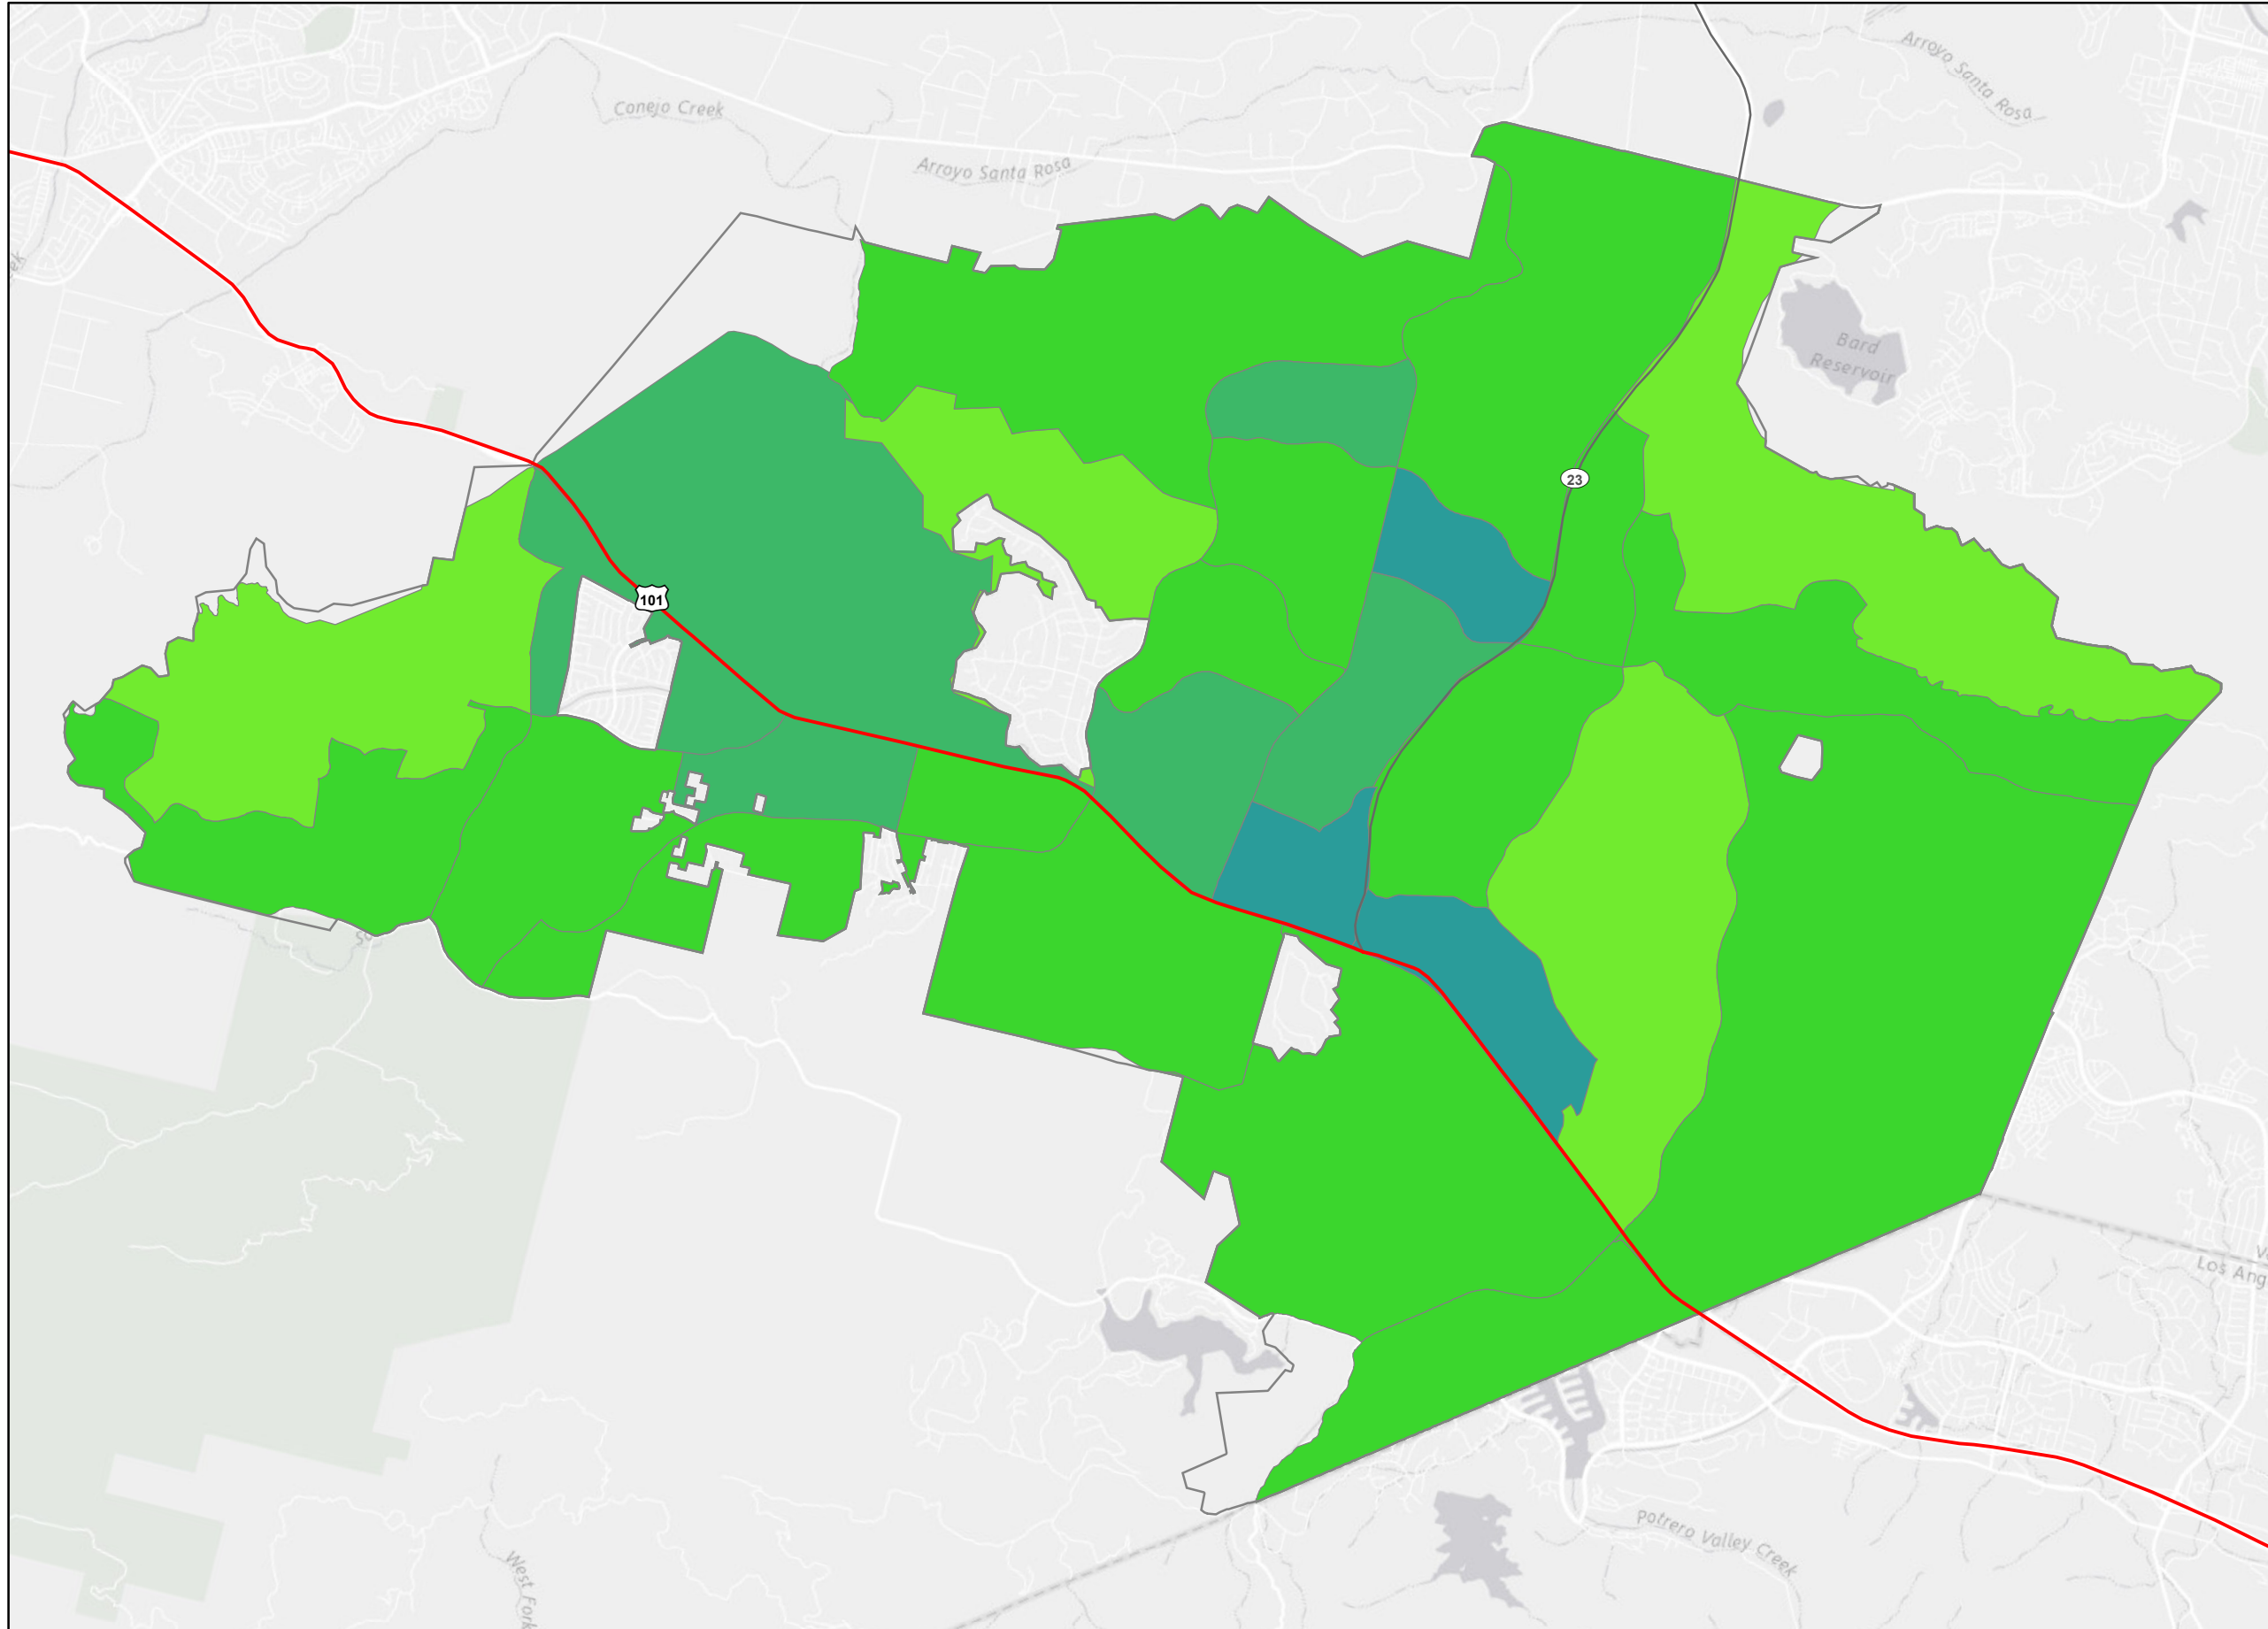 Arroyo Santa Rosa
Conejo Creek
Arroyo Santa Rosa
ek
Bard
Reservoir
23
101
Los Ang
Potrero Valley Creek
West Fork